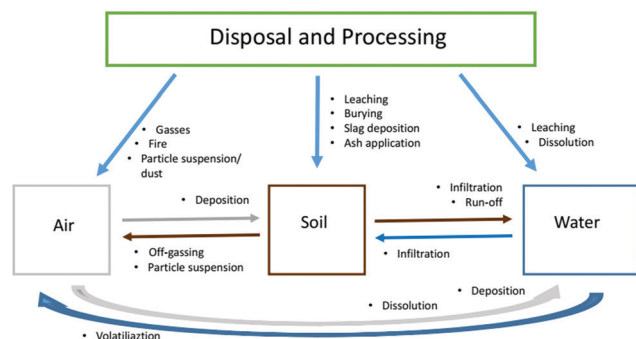 Disposal and Processing
• Gasses
• Fire
• Particle suspension/
dust
• Leaching
• Burying
• Slag deposition
• Ash application
• Leaching
• Dissolution
Air
• Deposition
Soil
• Infiltration
• Run-off
Water
• Off-gassing
• Particle suspension
• Infiltration
• Deposition
• Dissolution
• Volatiliaztion